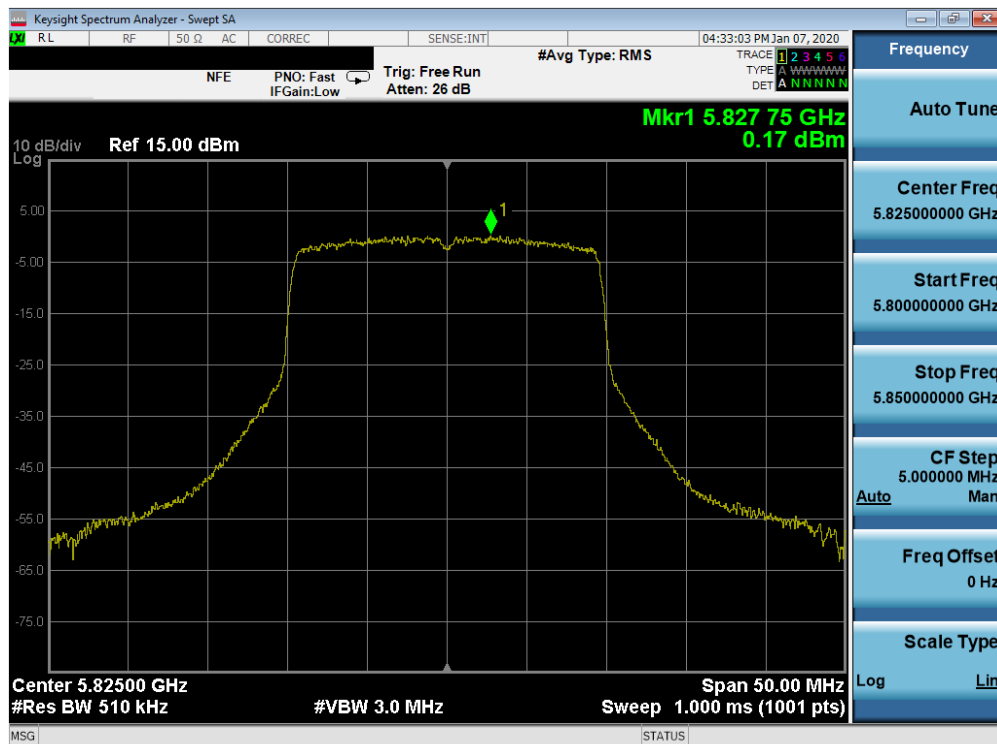 Keysight Spectrum Analyzer - Swept SA
LXI RL RF 50 Ω AC CORREC SENSE:INT 04:33:03 PM Jan 07, 2020
#Avg Type: RMS TRACE 1 2 3 4 5 6
NFE PNO: Fast Trig: Free Run TYPE A WWWWW
IFGain:Low Atten: 26 dB DET A N N N N N
Mkr1 5.827 75 GHz
0.17 dBm
10 dB/div Ref 15.00 dBm
Log
1
5.00
-5.00
-15.0
-25.0
-35.0
-45.0
-55.0
-65.0
-75.0
Center 5.82500 GHz Span 50.00 MHz
#Res BW 510 kHz #VBW 3.0 MHz Sweep 1.000 ms (1001 pts)
MSG STATUS
Frequency
Auto Tune
Center Freq
5.825000000 GHz
Start Freq
5.800000000 GHz
Stop Freq
5.850000000 GHz
CF Step
5.000000 MHz
Auto Man
Freq Offset
0 Hz
Scale Type
Log Lin